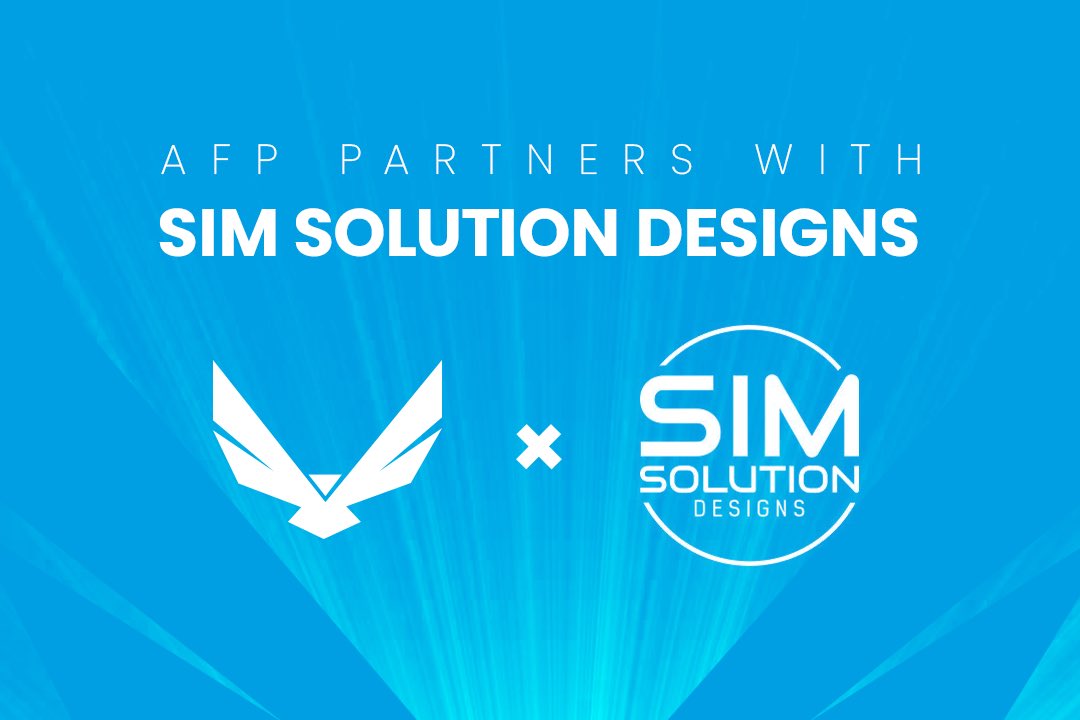 AFP PARTNERS WITH
SIM SOLUTION DESIGNS
SIM
SOLUTION
DESIGNS